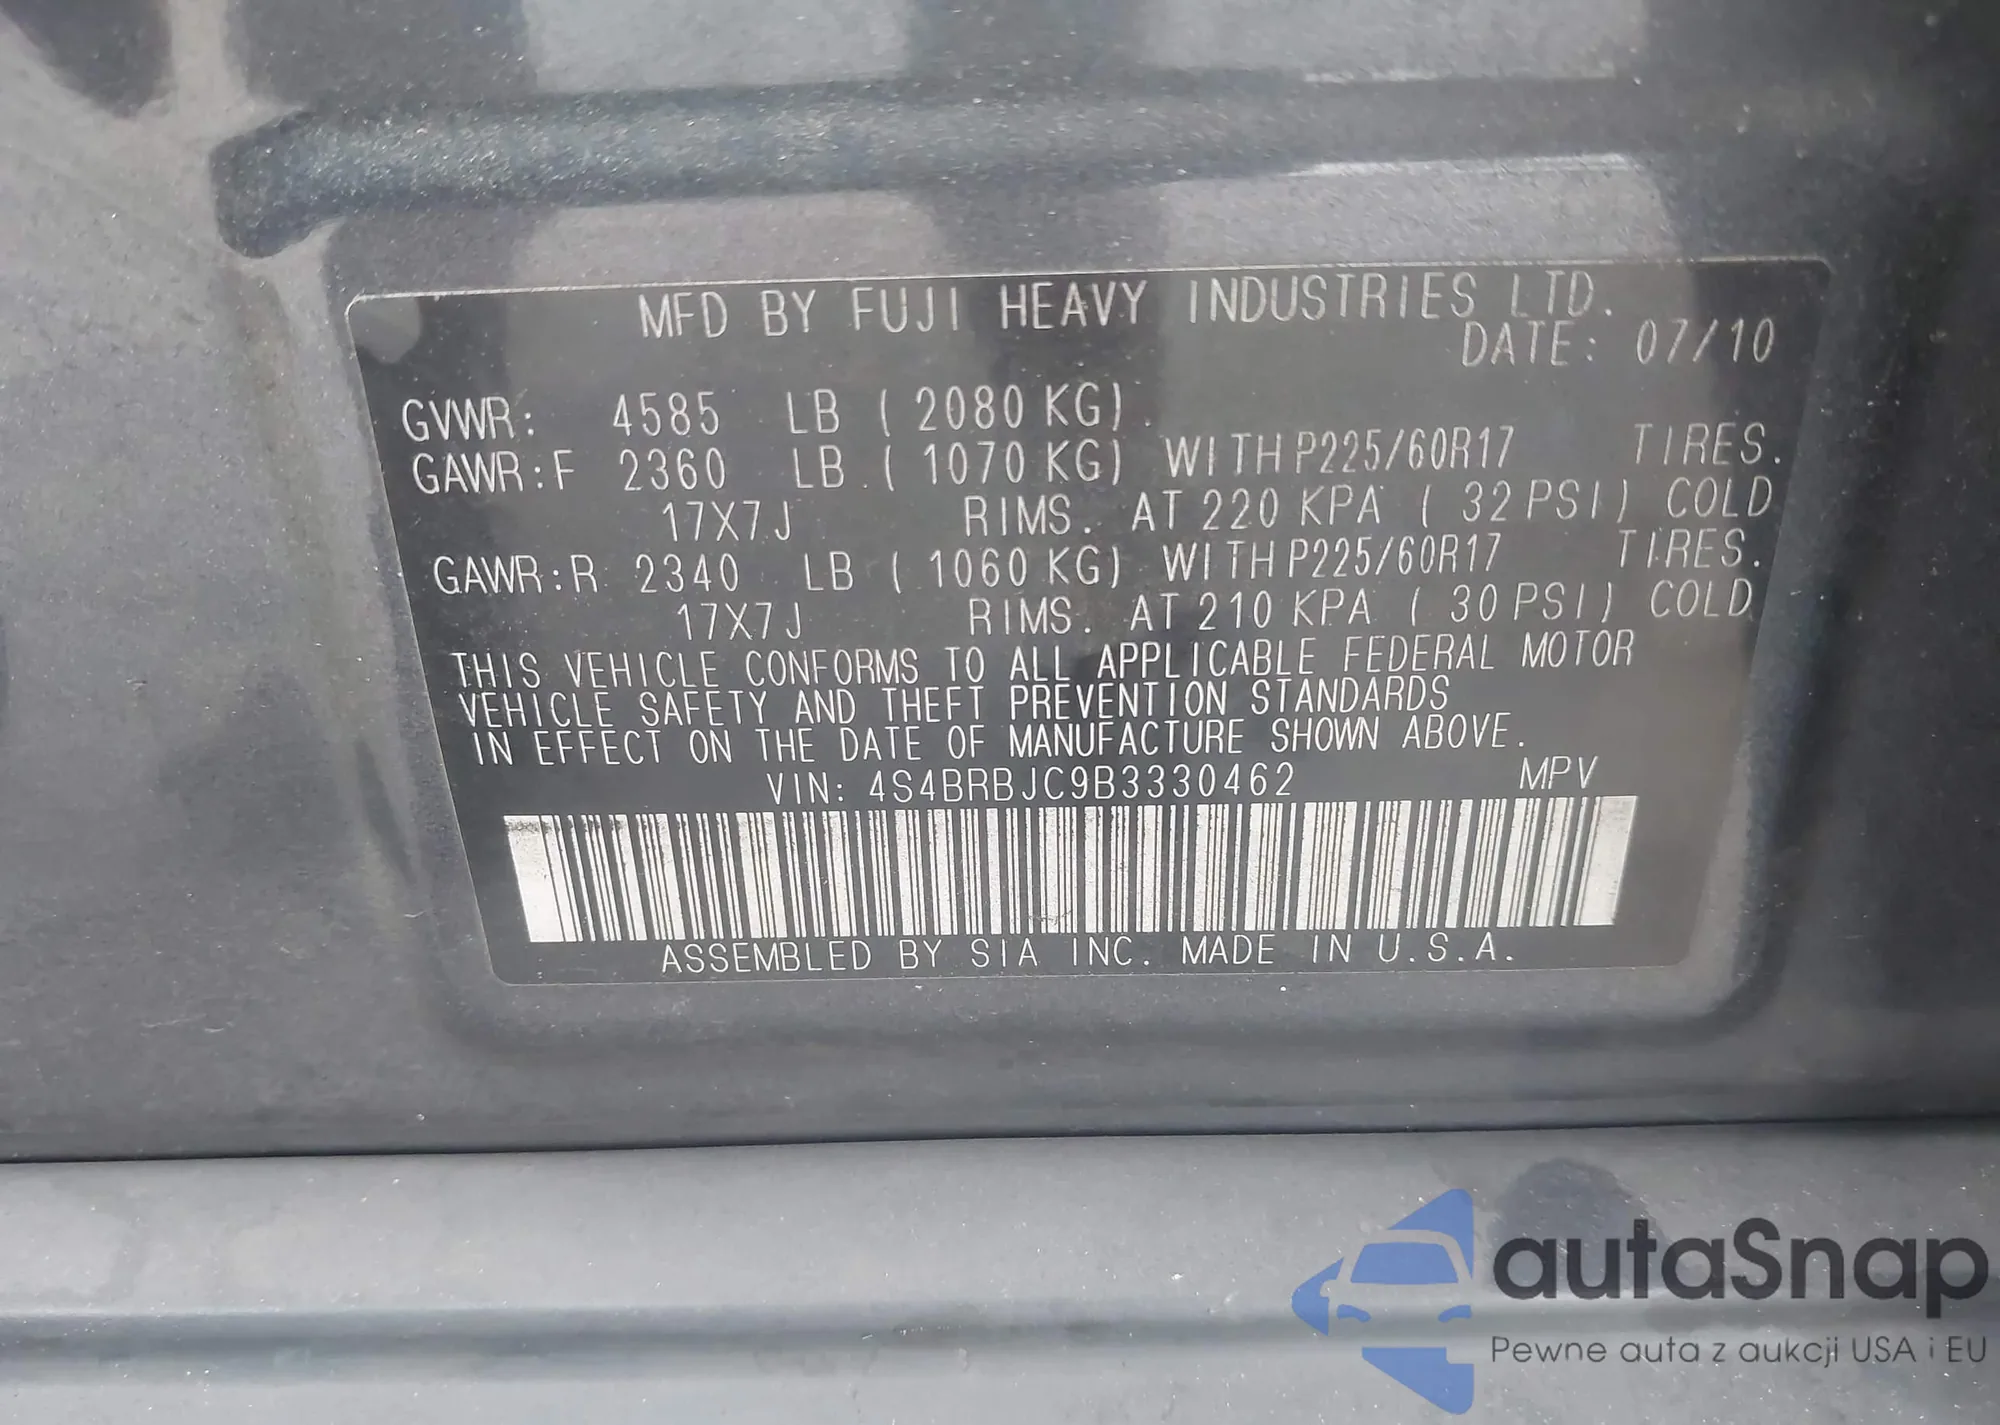 MFD BY FUJI HEAVY INDUSTRIES LTD.
DATE: 07/10
GVWR: 4585 LB ( 2080 KG)
GAWR:F 2360 LB ( 1070 KG) WITH P225/60R17 TIRES.
17X7J RIMS. AT 220 KPA ( 32 PSI) COLD
GAWR:R 2340 LB ( 1060 KG) WITH P225/60R17 TIRES.
17X7J RIMS. AT 210 KPA ( 30 PSI) COLD
THIS VEHICLE CONFORMS TO ALL APPLICABLE FEDERAL MOTOR
VEHICLE SAFETY AND THEFT PREVENTION STANDARDS
IN EFFECT ON THE DATE OF MANUFACTURE SHOWN ABOVE.
VIN: 4S4BRBJC9B3330462 MPV
ASSEMBLED BY SIA INC. MADE IN U.S.A.
autaSnap
Pewne auta z aukcji USA i EU